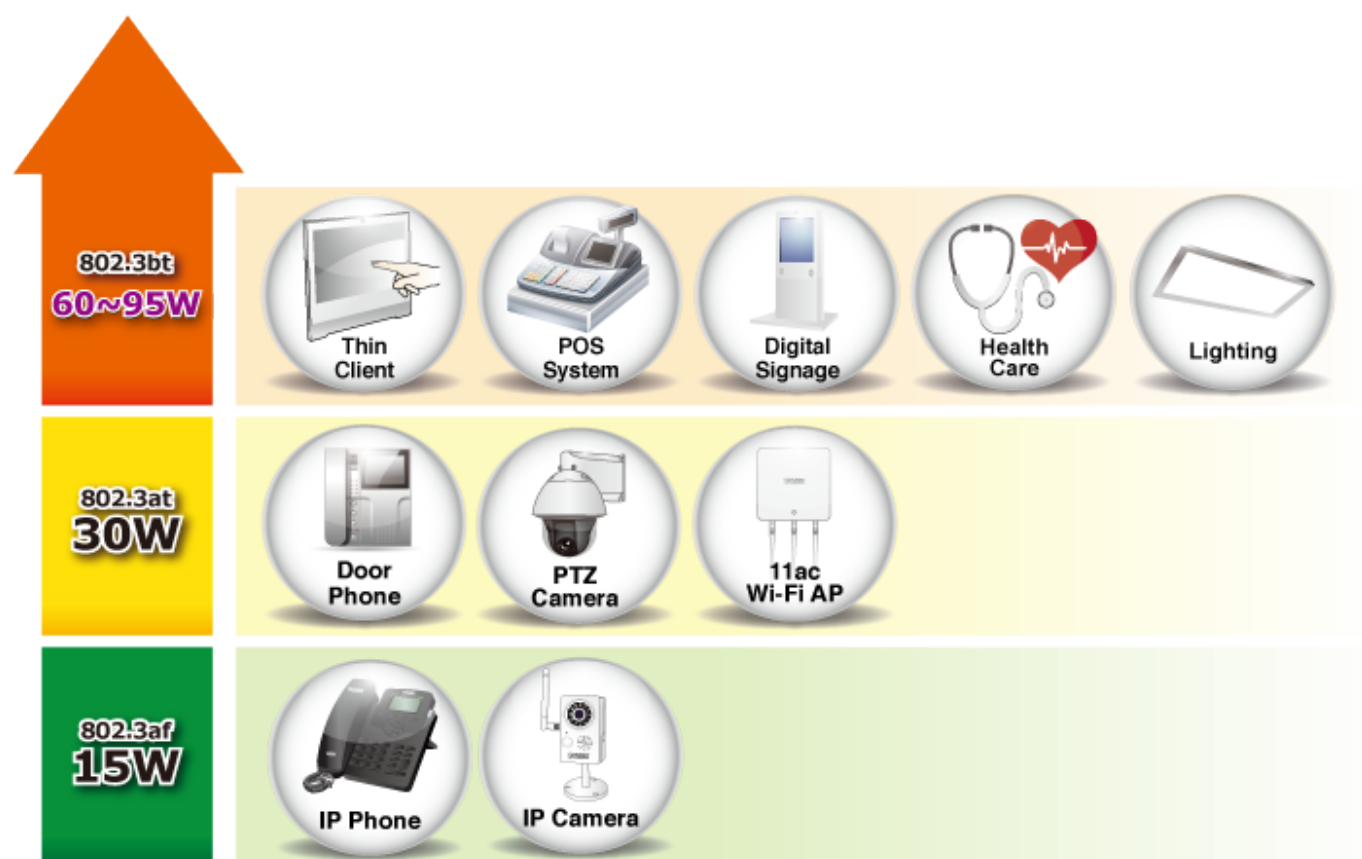 802.3bt
60~95W
Thin
Client
POS
System
Digital
Signage
Health
Care
Lighting
802.3at
30W
Door
Phone
PTZ
Camera
11ac
Wi-Fi AP
802.3af
15W
IP Phone
IP Camera